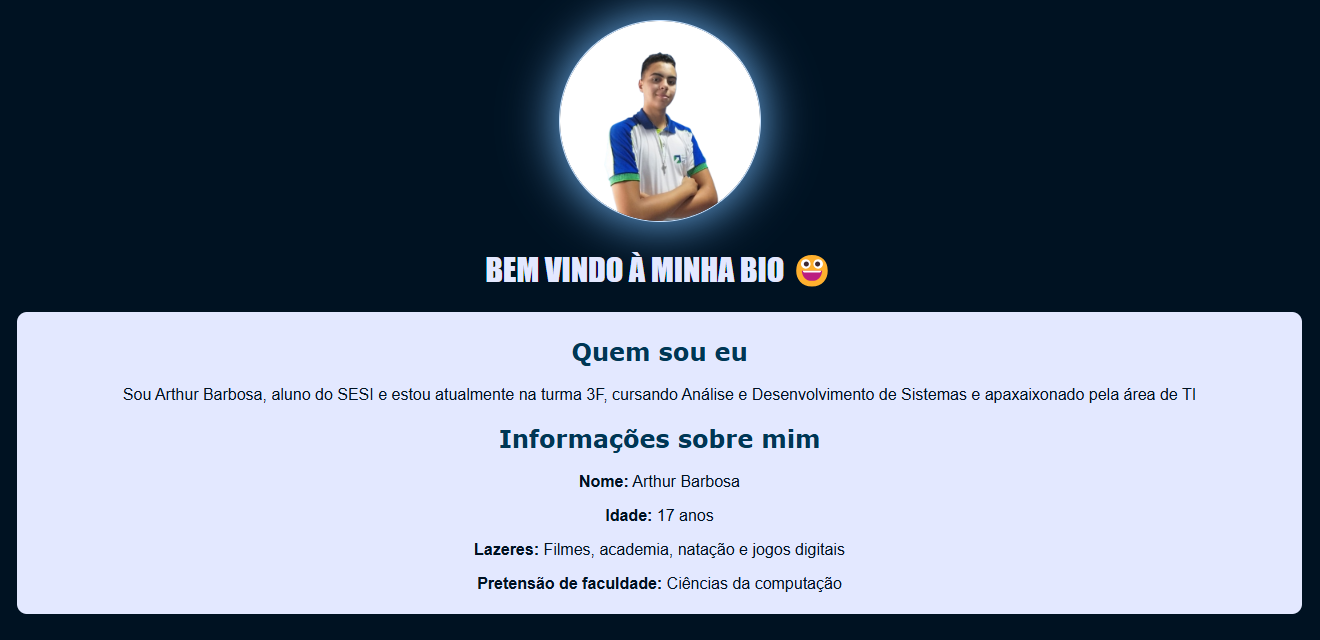 BEM VINDO À MINHA BIO 😀
Quem sou eu
Sou Arthur Barbosa, aluno do SESI e estou atualmente na turma 3F, cursando Análise e Desenvolvimento de Sistemas e apaxaixonado pela área de TI
Informações sobre mim
Nome: Arthur Barbosa
Idade: 17 anos
Lazeres: Filmes, academia, natação e jogos digitais
Pretensão de faculdade: Ciências da computação